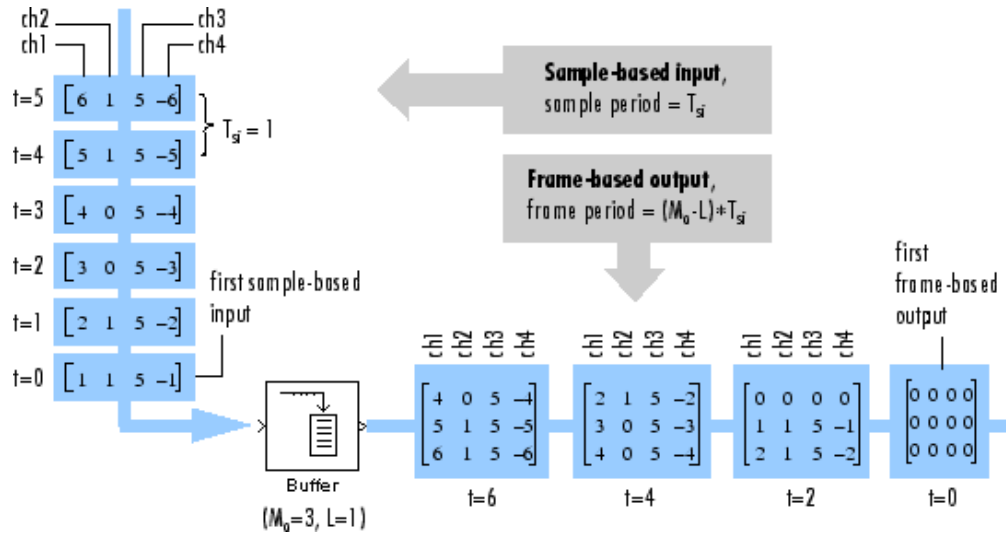 ch2
ch1
ch3
ch4
t=5 [6 1 5 –6]
T_si = 1
t=4 [5 1 5 –5]
t=3 [4 0 5 –4]
t=2 [3 0 5 –3]
t=1 [2 1 5 –2]
t=0 [1 1 5 –1]
first sample-based
input
Sample-based input,
sample period = T_si
Frame-based output,
frame period = (M_o-L)*T_si
first
frame-based
output
Buffer
(M_o=3, L=1)
ch1 ch2 ch3 ch4
4 0 5 –4
5 1 5 –5
6 1 5 –6
t=6
ch1 ch2 ch3 ch4
2 1 5 –2
3 0 5 –3
4 0 5 –4
t=4
ch1 ch2 ch3 ch4
0 0 0 0
1 1 5 –1
2 1 5 –2
t=2
0 0 0 0
0 0 0 0
0 0 0 0
t=0